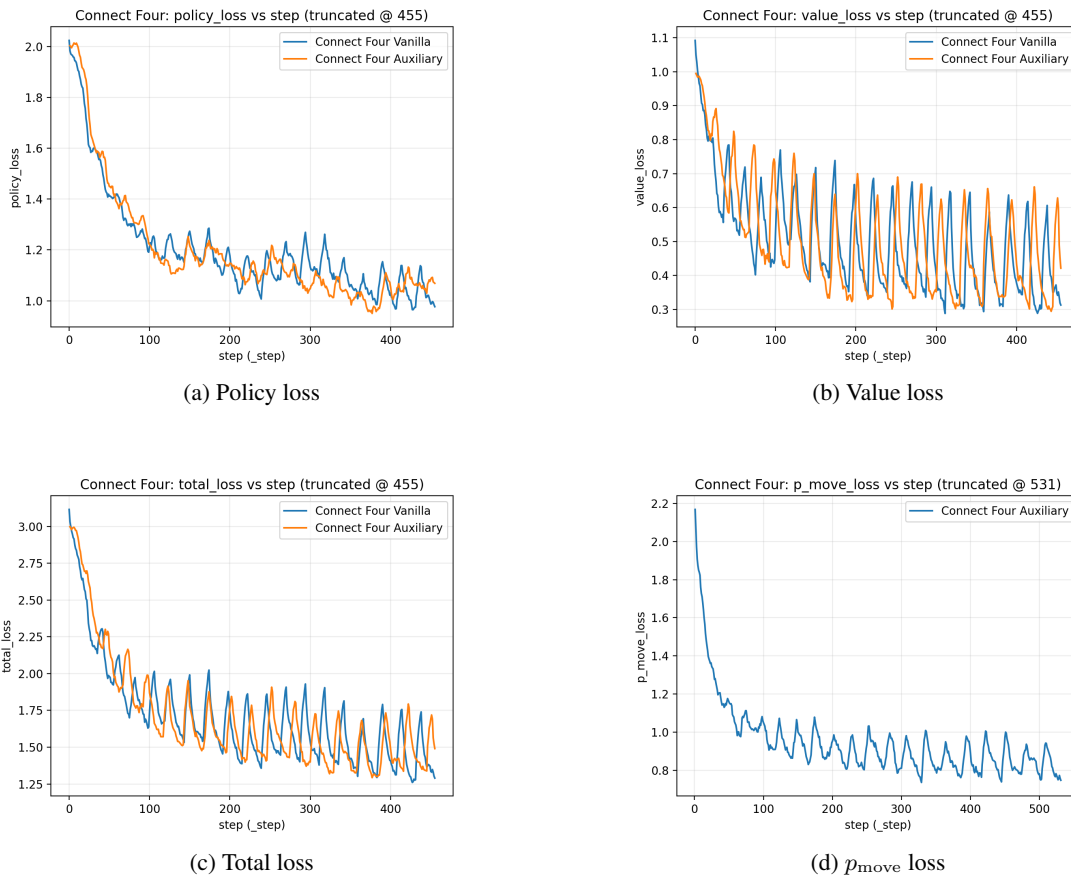 Connect Four: policy_loss vs step (truncated @ 455)
policy_loss
2.0
1.8
1.6
1.4
1.2
1.0
Connect Four Vanilla
Connect Four Auxiliary
0
100
200
300
400
step (_step)
(a) Policy loss
Connect Four: value_loss vs step (truncated @ 455)
value_loss
1.1
1.0
0.9
0.8
0.7
0.6
0.5
0.4
0.3
Connect Four Vanilla
Connect Four Auxiliary
0
100
200
300
400
step (_step)
(b) Value loss
Connect Four: total_loss vs step (truncated @ 455)
total_loss
3.00
2.75
2.50
2.25
2.00
1.75
1.50
1.25
Connect Four Vanilla
Connect Four Auxiliary
0
100
200
300
400
step (_step)
(c) Total loss
Connect Four: p_move_loss vs step (truncated @ 531)
p_move_loss
2.2
2.0
1.8
1.6
1.4
1.2
1.0
0.8
Connect Four Auxiliary
0
100
200
300
400
500
step (_step)
(d) p_move loss